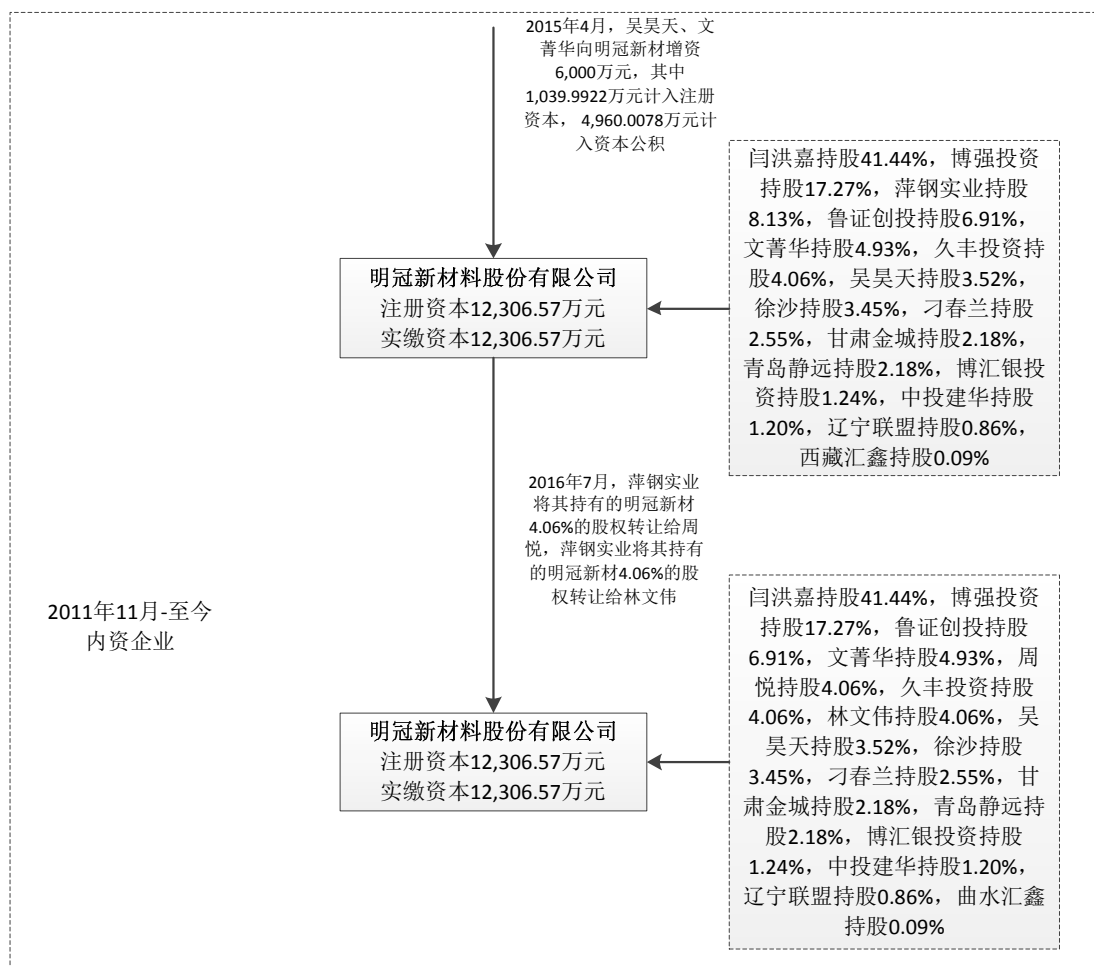 2015年4月，吴昊天、文
菁华向明冠新材增资
6,000万元，其中
1,039.9922万元计入注册
资本， 4,960.0078万元计
入资本公积
闫洪嘉持股41.44%，博强投资
持股17.27%，萍钢实业持股
8.13%，鲁证创投持股6.91%，
文菁华持股4.93%，久丰投资持
股4.06%，吴昊天持股3.52%，
徐沙持股3.45%，刁春兰持股
2.55%，甘肃金城持股2.18%，
青岛静远持股2.18%，博汇银投
资持股1.24%，中投建华持股
1.20%，辽宁联盟持股0.86%，
西藏汇鑫持股0.09%
明冠新材料股份有限公司
注册资本12,306.57万元
实缴资本12,306.57万元
2016年7月，萍钢实业
将其持有的明冠新材
4.06%的股权转让给周
悦，萍钢实业将其持有
的明冠新材4.06%的股
权转让给林文伟
2011年11月-至今
内资企业
闫洪嘉持股41.44%，博强投资
持股17.27%，鲁证创投持股
6.91%，文菁华持股4.93%，周
悦持股4.06%，久丰投资持股
4.06%，林文伟持股4.06%，吴
昊天持股3.52%，徐沙持股
3.45%，刁春兰持股2.55%，甘
肃金城持股2.18%，青岛静远持
股2.18%，博汇银投资持股
1.24%，中投建华持股1.20%，
辽宁联盟持股0.86%，曲水汇鑫
持股0.09%
明冠新材料股份有限公司
注册资本12,306.57万元
实缴资本12,306.57万元